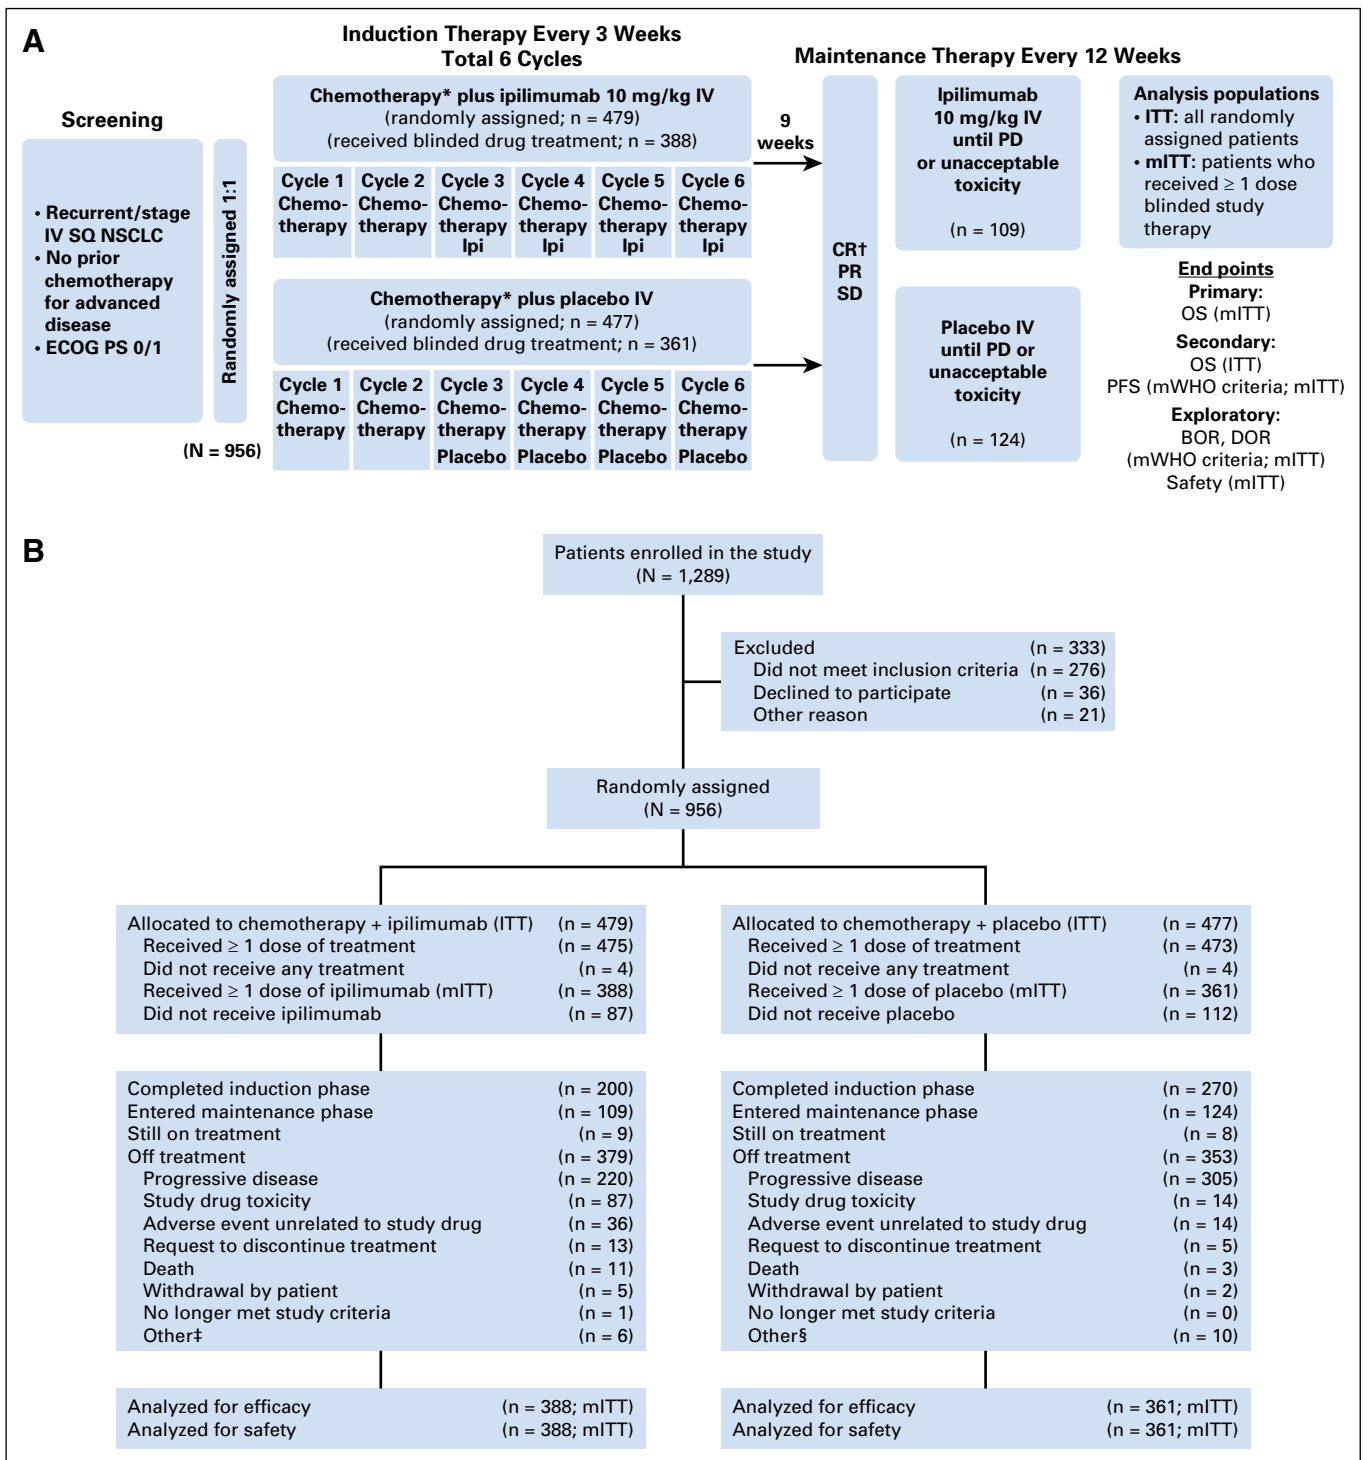 A
Induction Therapy Every 3 Weeks
Total 6 Cycles
Maintenance Therapy Every 12 Weeks
Screening
• Recurrent/stage
IV SQ NSCLC
• No prior
chemotherapy
for advanced
disease
• ECOG PS 0/1
Randomly assigned 1:1
(N = 956)
Chemotherapy* plus ipilimumab 10 mg/kg IV
(randomly assigned; n = 479)
(received blinded drug treatment; n = 388)
Cycle 1
Chemo-
therapy
Cycle 2
Chemo-
therapy
Cycle 3
Chemo-
therapy
Ipi
Cycle 4
Chemo-
therapy
Ipi
Cycle 5
Chemo-
therapy
Ipi
Cycle 6
Chemo-
therapy
Ipi
Chemotherapy* plus placebo IV
(randomly assigned; n = 477)
(received blinded drug treatment; n = 361)
Cycle 1
Chemo-
therapy
Cycle 2
Chemo-
therapy
Cycle 3
Chemo-
therapy
Placebo
Cycle 4
Chemo-
therapy
Placebo
Cycle 5
Chemo-
therapy
Placebo
Cycle 6
Chemo-
therapy
Placebo
9
weeks
CR†
PR
SD
Ipilimumab
10 mg/kg IV
until PD
or unacceptable
toxicity
(n = 109)
Placebo IV
until PD or
unacceptable
toxicity
(n = 124)
Analysis populations
• ITT: all randomly
assigned patients
• mITT: patients who
received ≥ 1 dose
blinded study
therapy
End points
Primary:
OS (mITT)
Secondary:
OS (ITT)
PFS (mWHO criteria; mITT)
Exploratory:
BOR, DOR
(mWHO criteria; mITT)
Safety (mITT)
B
Patients enrolled in the study
(N = 1,289)
Excluded (n = 333)
Did not meet inclusion criteria (n = 276)
Declined to participate (n = 36)
Other reason (n = 21)
Randomly assigned
(N = 956)
Allocated to chemotherapy + ipilimumab (ITT) (n = 479)
Received ≥ 1 dose of treatment (n = 475)
Did not receive any treatment (n = 4)
Received ≥ 1 dose of ipilimumab (mITT) (n = 388)
Did not receive ipilimumab (n = 87)
Allocated to chemotherapy + placebo (ITT) (n = 477)
Received ≥ 1 dose of treatment (n = 473)
Did not receive any treatment (n = 4)
Received ≥ 1 dose of placebo (mITT) (n = 361)
Did not receive placebo (n = 112)
Completed induction phase (n = 200)
Entered maintenance phase (n = 109)
Still on treatment (n = 9)
Off treatment (n = 379)
Progressive disease (n = 220)
Study drug toxicity (n = 87)
Adverse event unrelated to study drug (n = 36)
Request to discontinue treatment (n = 13)
Death (n = 11)
Withdrawal by patient (n = 5)
No longer met study criteria (n = 1)
Other‡ (n = 6)
Completed induction phase (n = 270)
Entered maintenance phase (n = 124)
Still on treatment (n = 8)
Off treatment (n = 353)
Progressive disease (n = 305)
Study drug toxicity (n = 14)
Adverse event unrelated to study drug (n = 14)
Request to discontinue treatment (n = 5)
Death (n = 3)
Withdrawal by patient (n = 2)
No longer met study criteria (n = 0)
Other§ (n = 10)
Analyzed for efficacy (n = 388; mITT)
Analyzed for safety (n = 388; mITT)
Analyzed for efficacy (n = 361; mITT)
Analyzed for safety (n = 361; mITT)